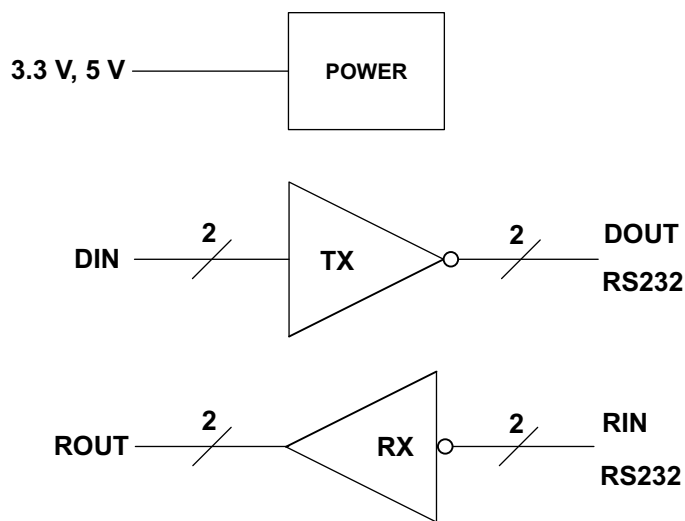 3.3 V, 5 V
POWER
DIN
2
TX
2
DOUT
RS232
ROUT
2
RX
2
RIN
RS232